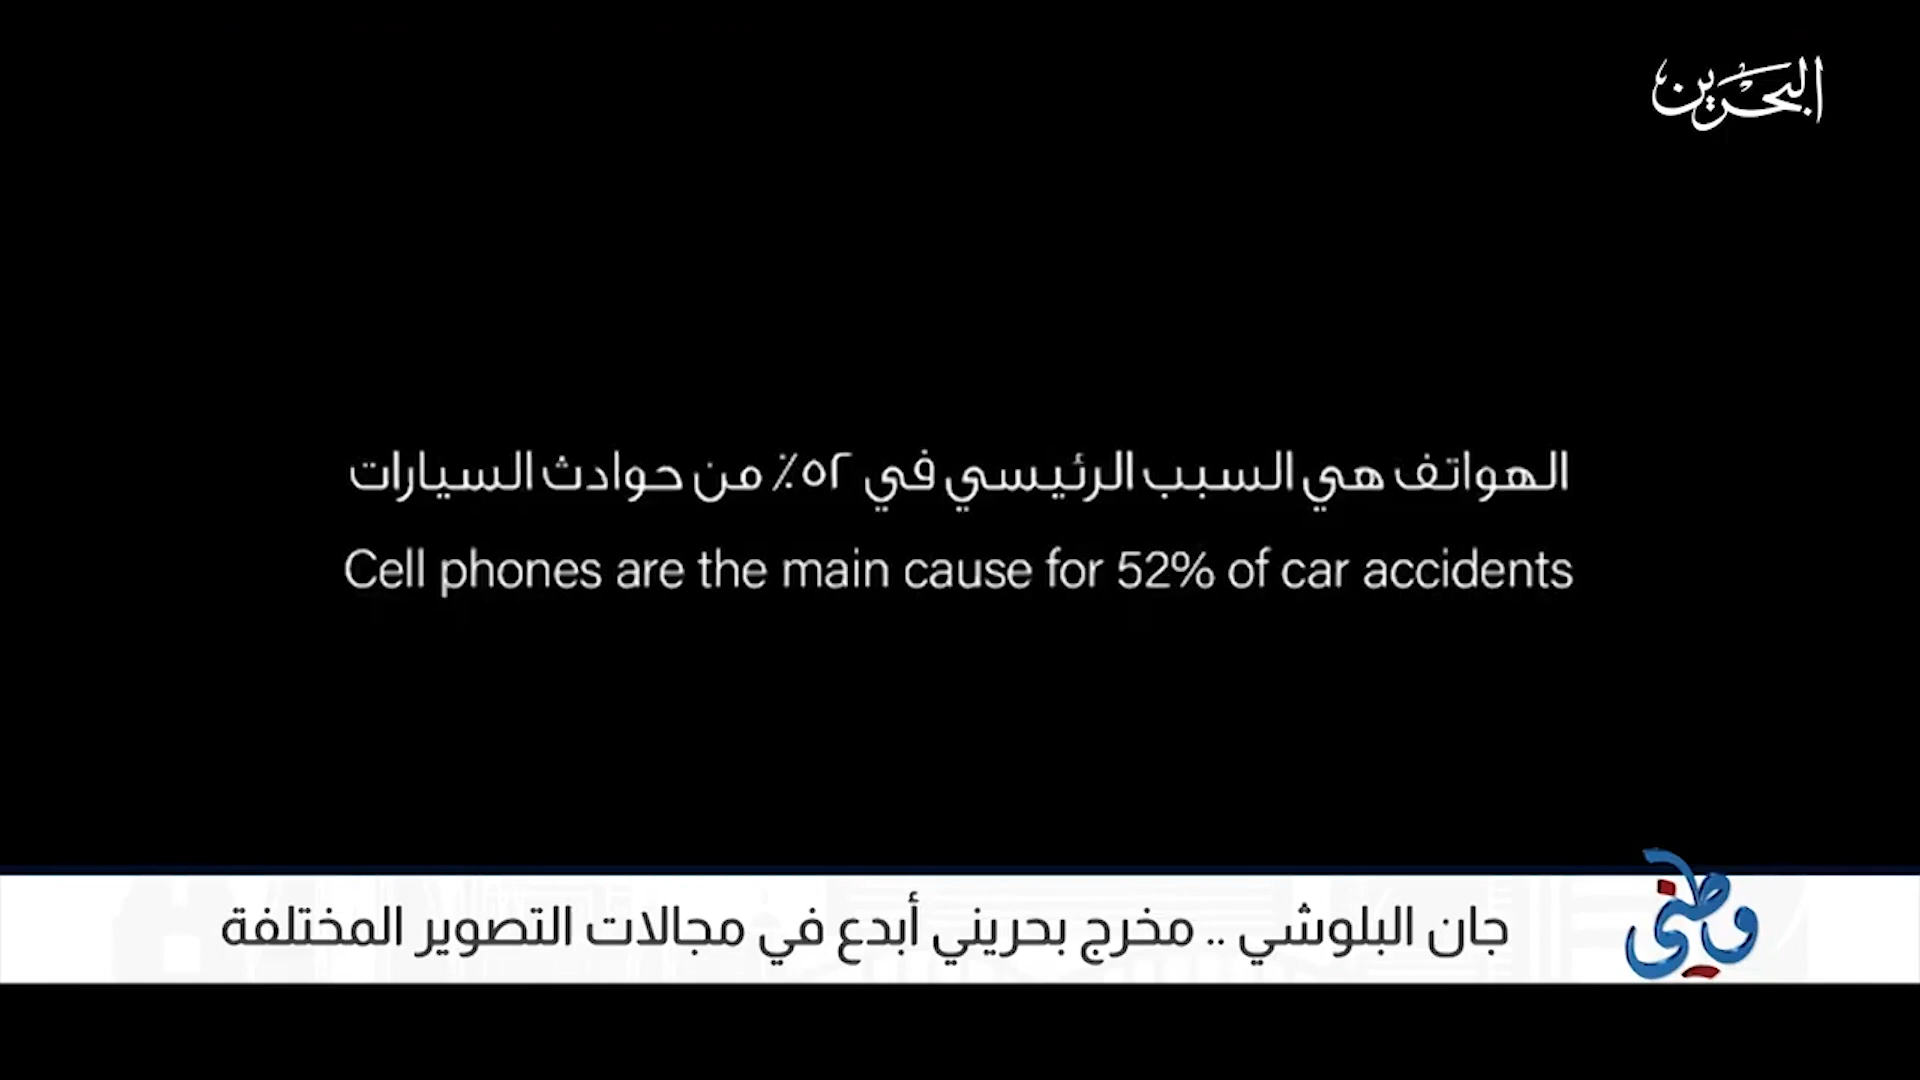 البحرين
الهواتف هي السبب الرئيسي في ٥٢٪ من حوادث السيارات
Cell phones are the main cause for 52% of car accidents
وطني
جان البلوشي .. مخرج بحريني أبدع في مجالات التصوير المختلفة